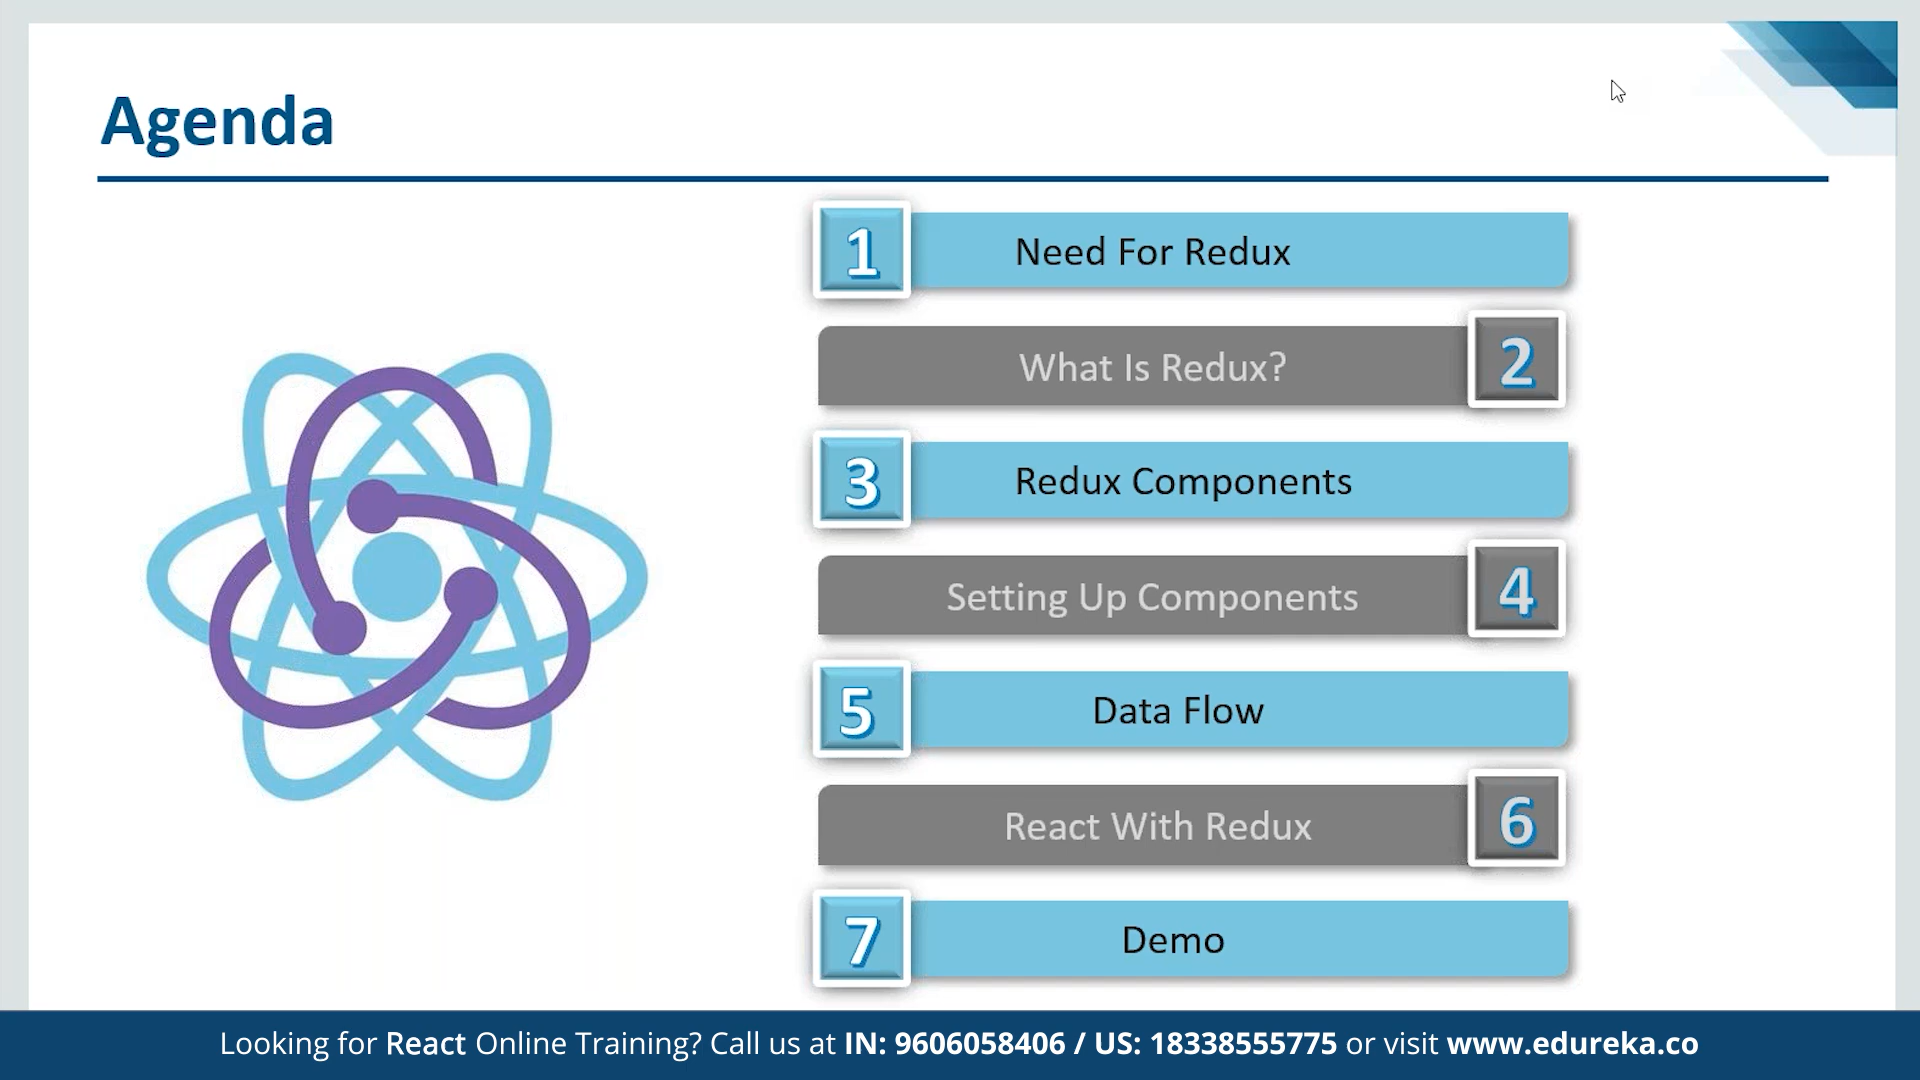 Agenda
1 Need For Redux
What Is Redux? 2
3 Redux Components
Setting Up Components 4
5 Data Flow
React With Redux 6
7 Demo
Looking for React Online Training? Call us at IN: 9606058406 / US: 18338555775 or visit www.edureka.co